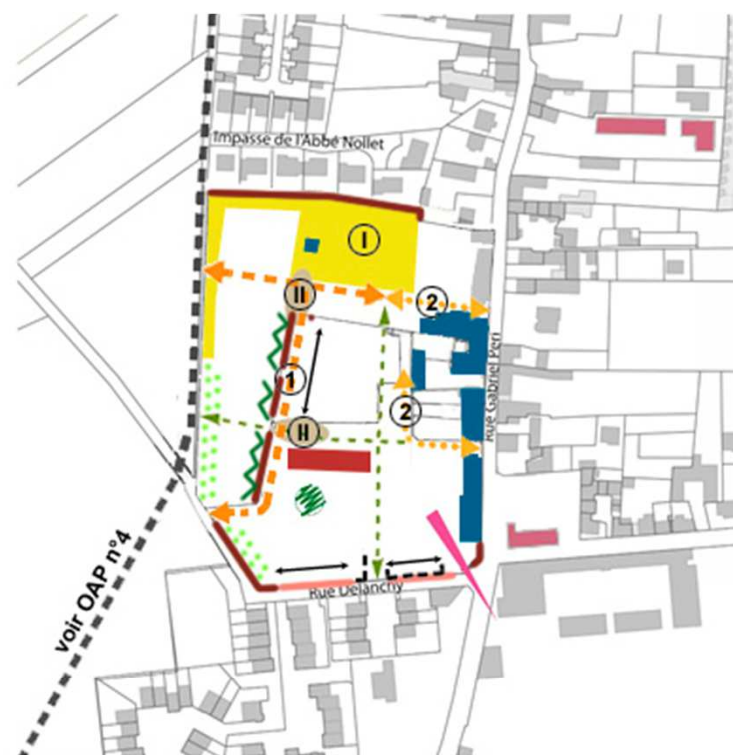 Impasse de l'Abbé Nollet
I
II
2
Rue Gabriel Péri
1
2
II
voir OAP n°4
Rue Delanchy